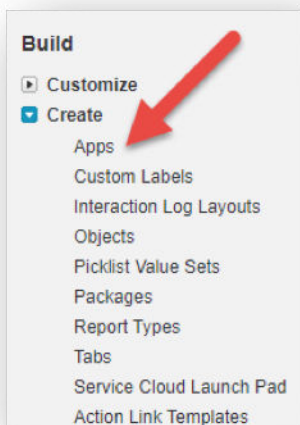 Build
Customize
Create
Apps
Custom Labels
Interaction Log Layouts
Objects
Picklist Value Sets
Packages
Report Types
Tabs
Service Cloud Launch Pad
Action Link Templates